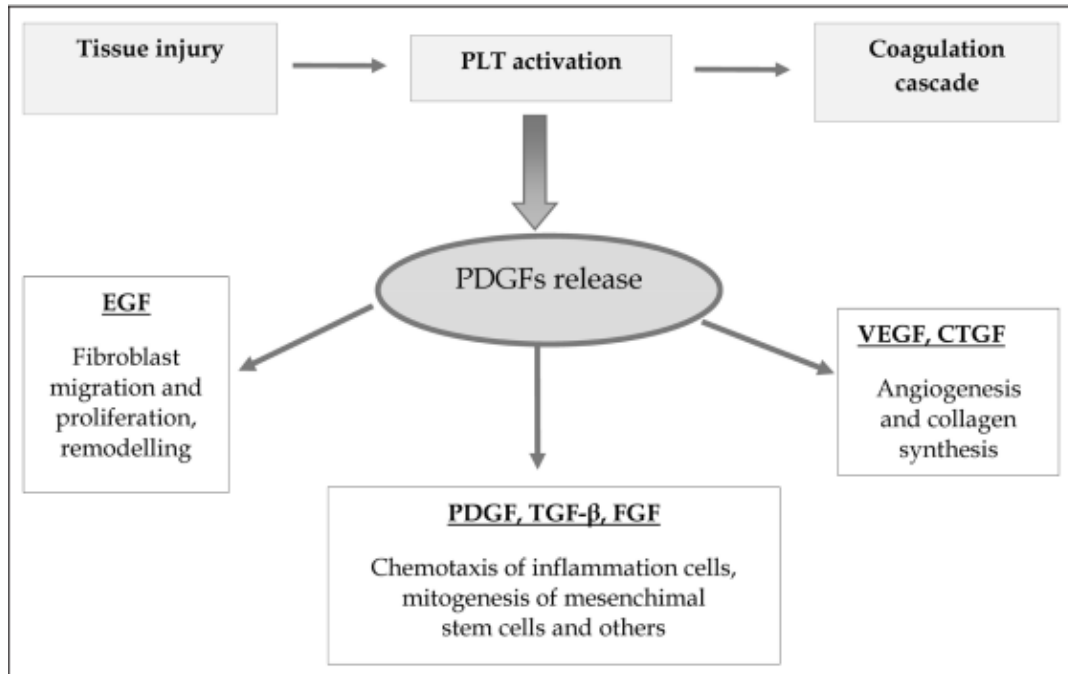 Tissue injury
PLT activation
Coagulation
cascade
PDGFs release
EGF
Fibroblast
migration and
proliferation,
remodelling
VEGF, CTGF
Angiogenesis
and collagen
synthesis
PDGF, TGF-β, FGF
Chemotaxis of inflammation cells,
mitogenesis of mesenchimal
stem cells and others